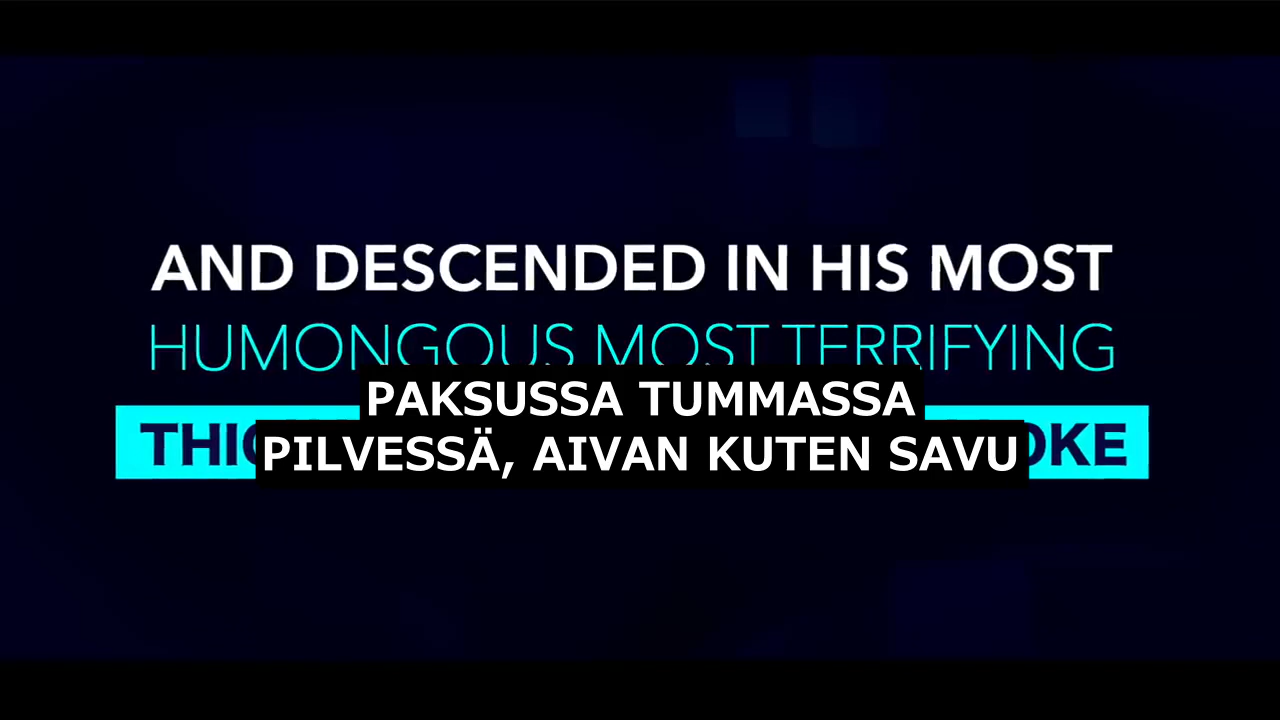 AND DESCENDED IN HIS MOST
HUMONGOUS MOST TERRIFYING
PAKSUSSA TUMMASSA
PILVESSÄ, AIVAN KUTEN SAVU